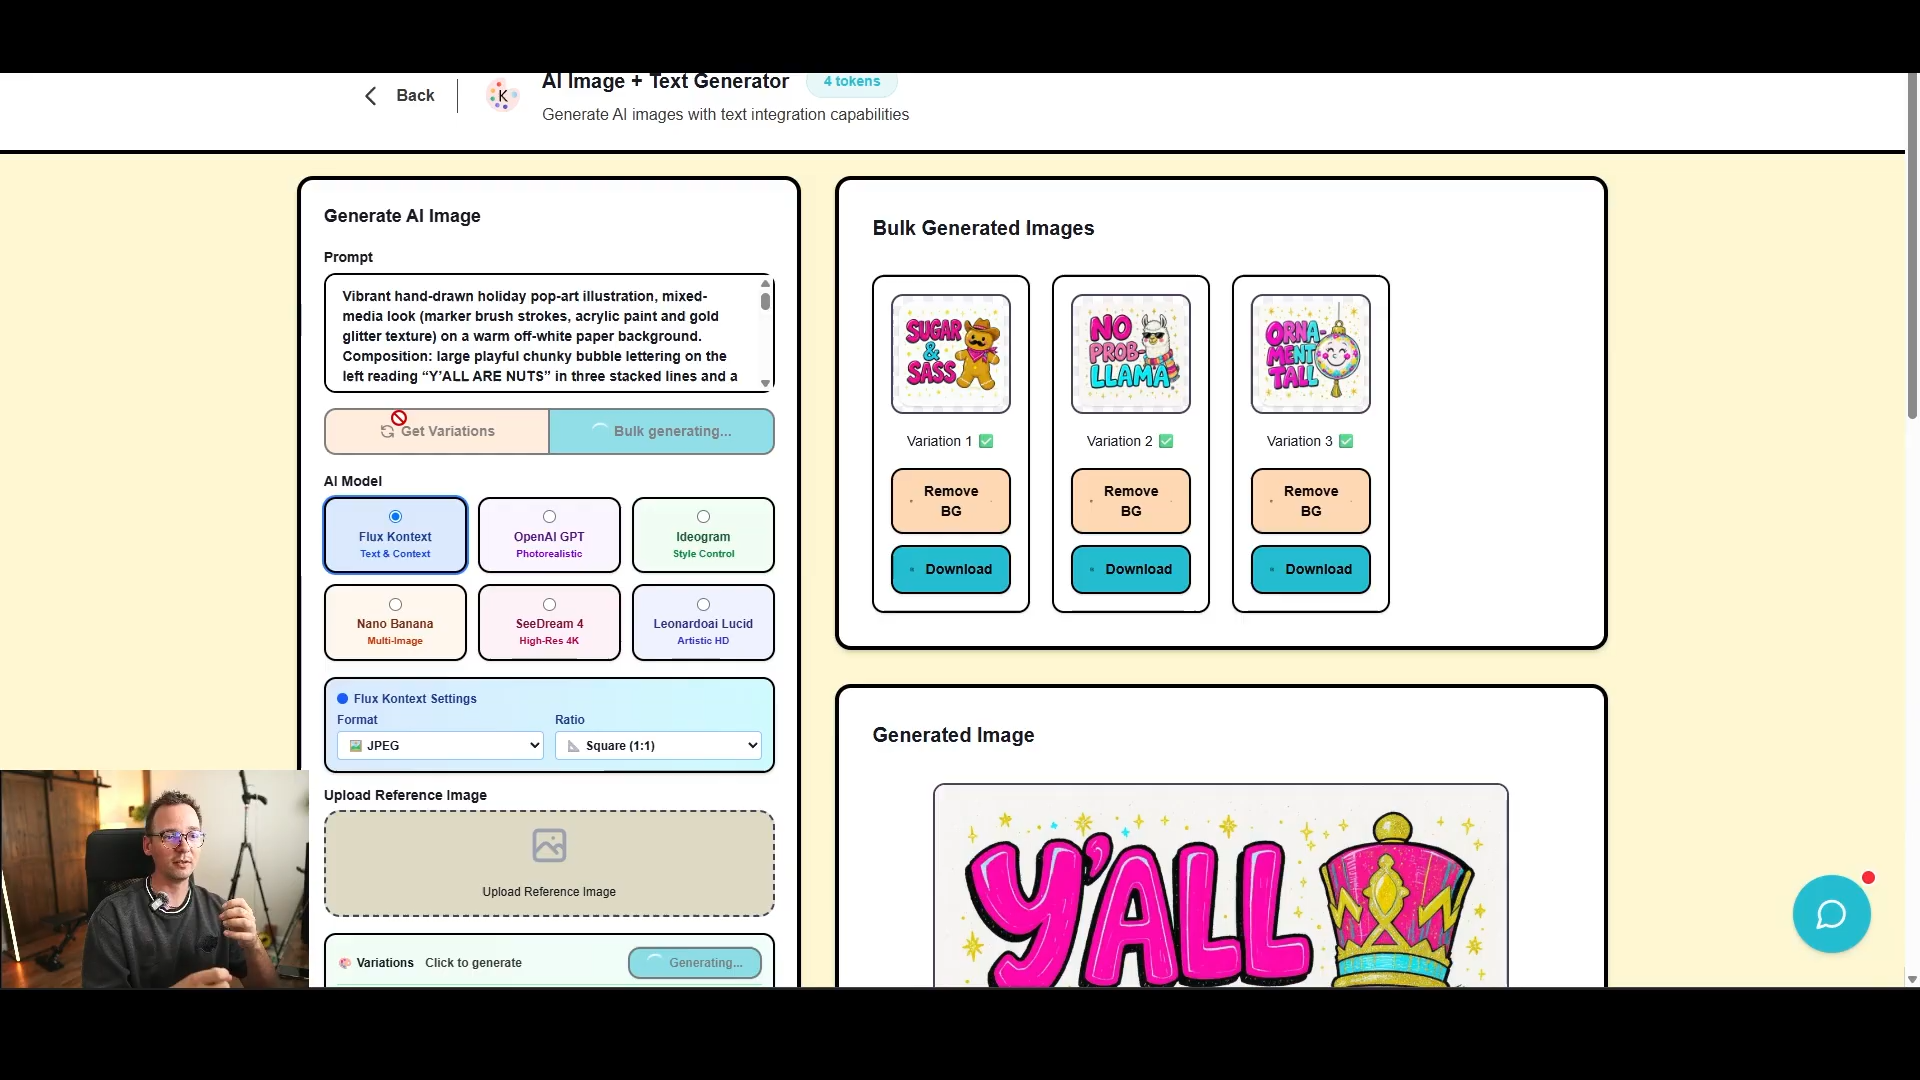 Back
K
AI Image + Text Generator
4 tokens
Generate AI images with text integration capabilities
Generate AI Image
Prompt
Vibrant hand-drawn holiday pop-art illustration, mixed-
media look (marker brush strokes, acrylic paint and gold
glitter texture) on a warm off-white paper background.
Composition: large playful chunky bubble lettering on the
left reading “Y’ALL ARE NUTS” in three stacked lines and a
Get Variations
Bulk generating...
AI Model
Flux Kontext
Text & Context
OpenAI GPT
Photorealistic
Ideogram
Style Control
Nano Banana
Multi-Image
SeeDream 4
High-Res 4K
Leonardoai Lucid
Artistic HD
Flux Kontext Settings
Format
Ratio
JPEG
Square (1:1)
Upload Reference Image
Upload Reference Image
Variations
Click to generate
Generating...
Bulk Generated Images
SUGAR
&
SASS
NO
PROB-
LLAMA
ORNA-
MENT
TALL
Variation 1
Variation 2
Variation 3
Remove
BG
Remove
BG
Remove
BG
Download
Download
Download
Generated Image
Y'ALL